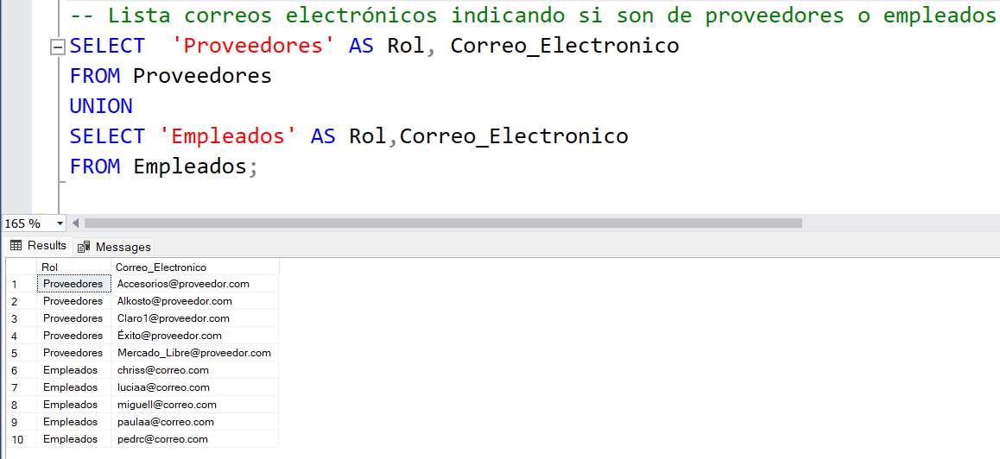 -- Lista correos electrónicos indicando si son de proveedores o empleados
SELECT  'Proveedores' AS Rol, Correo_Electronico
FROM Proveedores
UNION
SELECT 'Empleados' AS Rol,Correo_Electronico
FROM Empleados;
165 %
Results Messages
Rol Correo_Electronico
1 Proveedores Accesorios@proveedor.com
2 Proveedores Alkosto@proveedor.com
3 Proveedores Claro1@proveedor.com
4 Proveedores Éxito@proveedor.com
5 Proveedores Mercado_Libre@proveedor.com
6 Empleados chriss@correo.com
7 Empleados luciaa@correo.com
8 Empleados miguell@correo.com
9 Empleados paulaa@correo.com
10 Empleados pedrc@correo.com